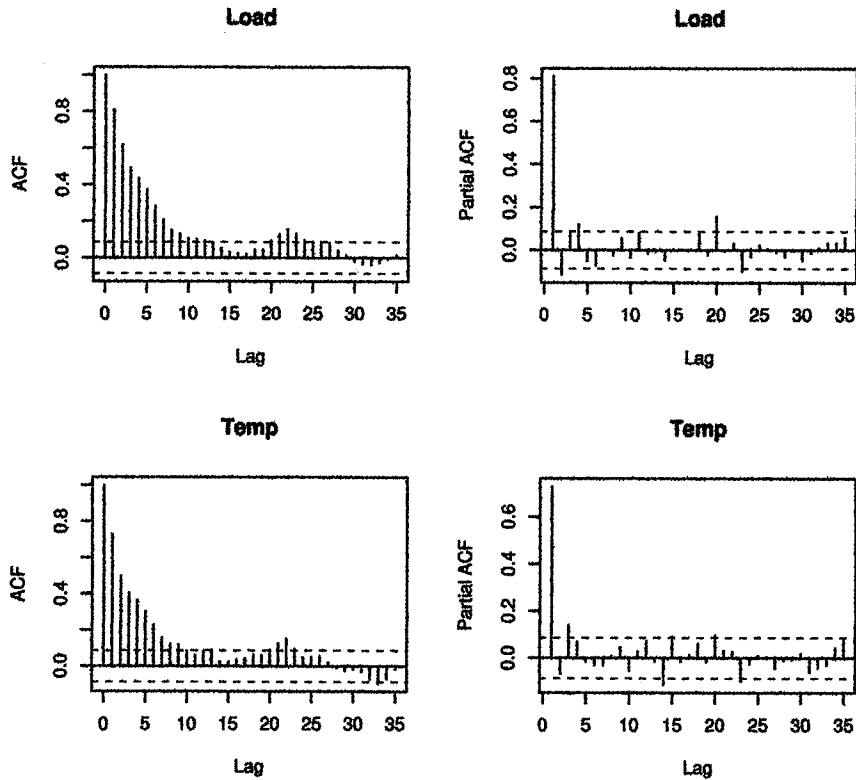 Load
ACF
0.0 0.4 0.8
0 5 10 15 20 25 30 35
Lag
Load
Partial ACF
0.0 0.2 0.4 0.6 0.8
0 5 10 15 20 25 30 35
Lag
Temp
ACF
0.0 0.4 0.8
0 5 10 15 20 25 30 35
Lag
Temp
Partial ACF
0.0 0.2 0.4 0.6
0 5 10 15 20 25 30 35
Lag